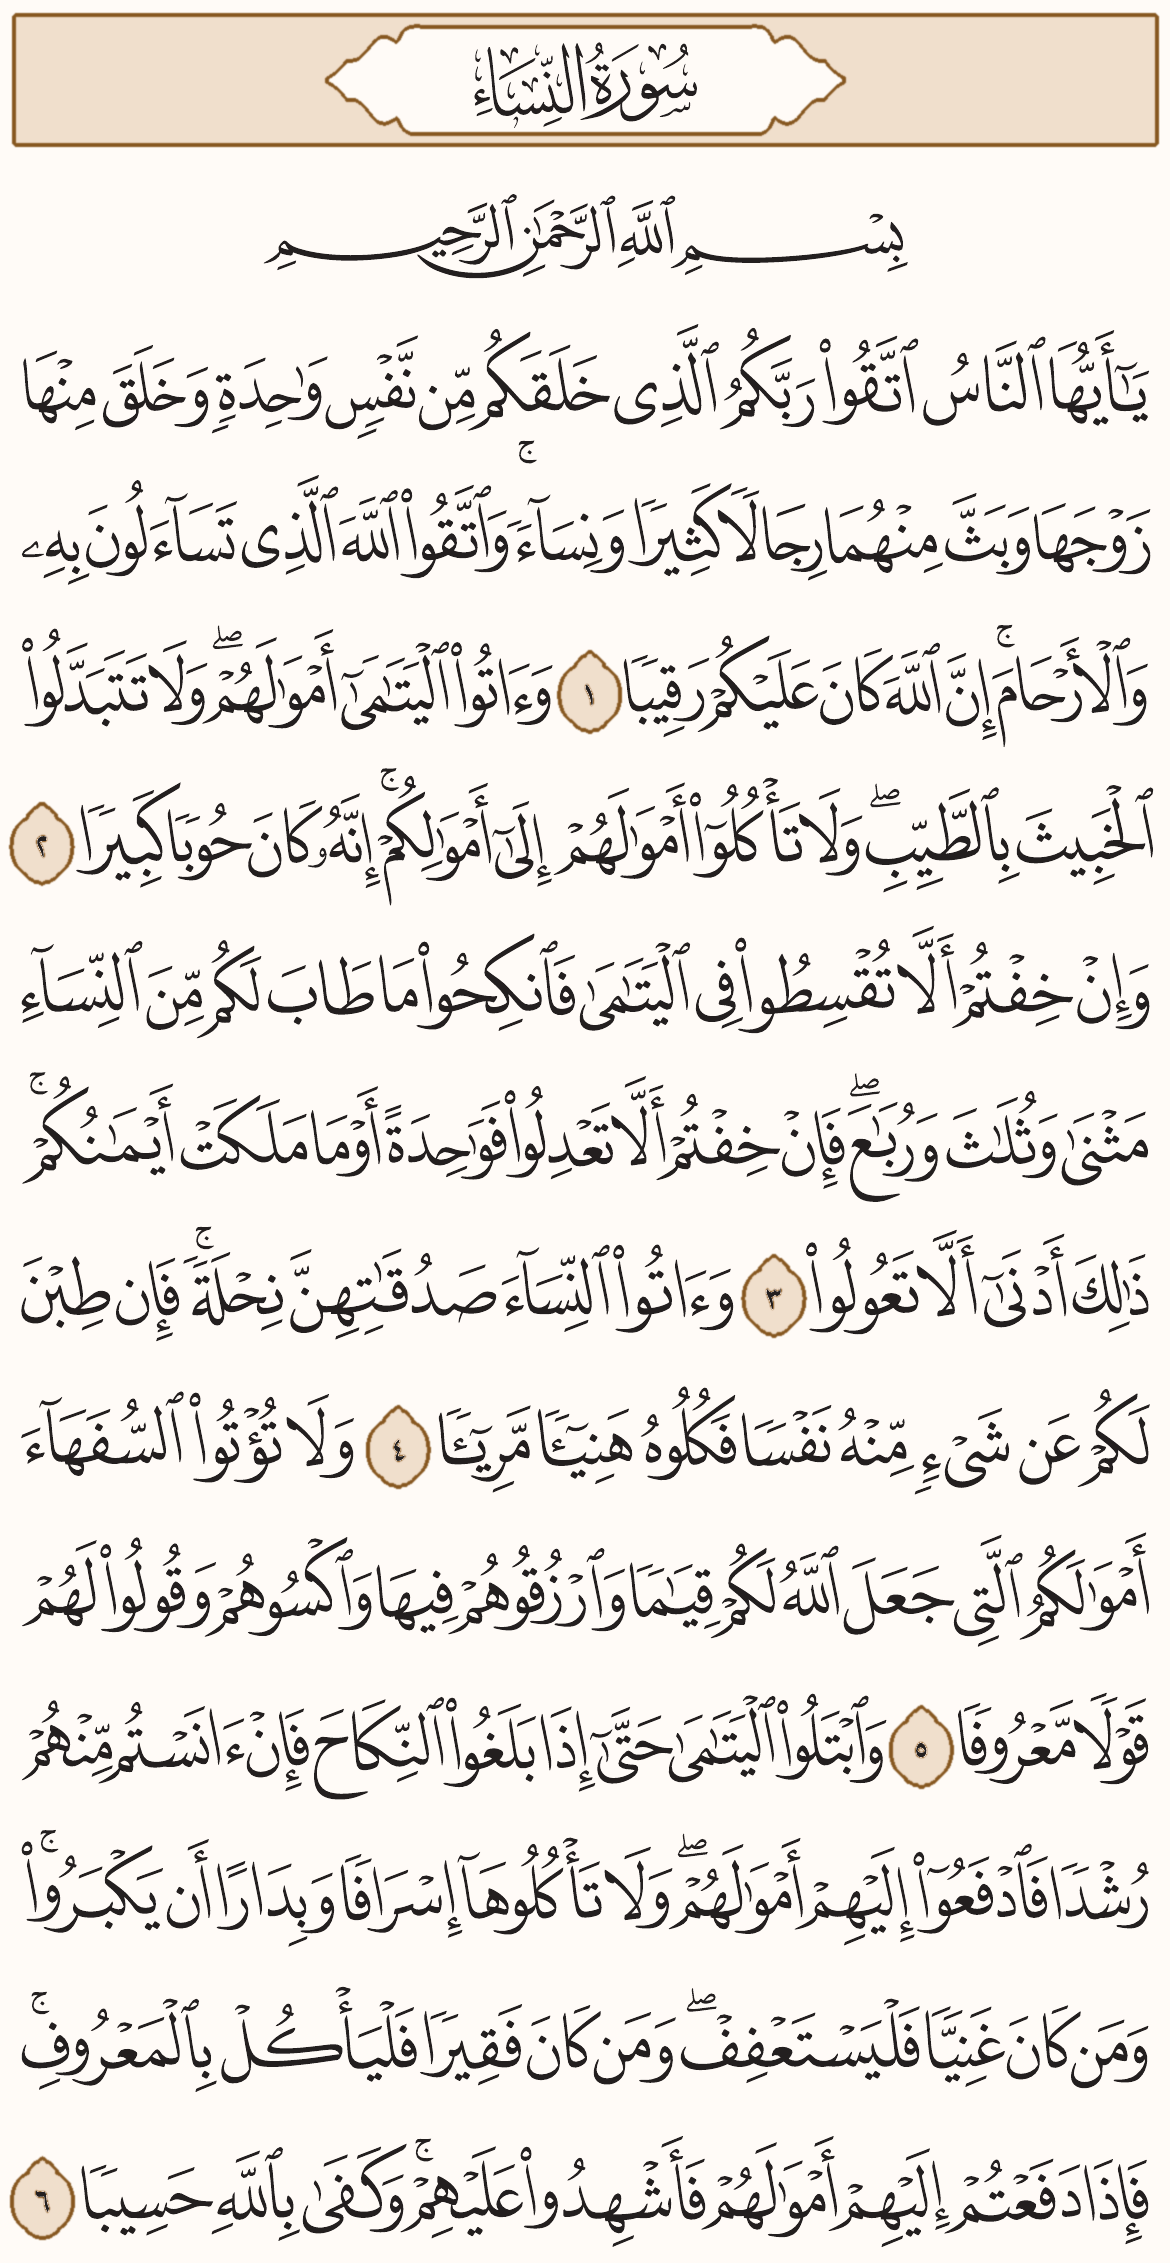 سُورَةُ النِّسَاءِ
بِسْمِ ٱللَّهِ ٱلرَّحْمَٰنِ ٱلرَّحِيمِ
يَٰٓأَيُّهَا ٱلنَّاسُ ٱتَّقُوا۟ رَبَّكُمُ ٱلَّذِى خَلَقَكُم مِّن نَّفْسٍ وَٰحِدَةٍ وَخَلَقَ مِنْهَا
زَوْجَهَا وَبَثَّ مِنْهُمَا رِجَالًا كَثِيرًا وَنِسَآءً ۚ وَٱتَّقُوا۟ ٱللَّهَ ٱلَّذِى تَسَآءَلُونَ بِهِۦ
وَٱلْأَرْحَامَ ۚ إِنَّ ٱللَّهَ كَانَ عَلَيْكُمْ رَقِيبًا ١ وَءَاتُوا۟ ٱلْيَتَٰمَىٰٓ أَمْوَٰلَهُمْ ۖ وَلَا تَتَبَدَّلُوا۟
ٱلْخَبِيثَ بِٱلطَّيِّبِ ۖ وَلَا تَأْكُلُوٓا۟ أَمْوَٰلَهُمْ إِلَىٰٓ أَمْوَٰلِكُمْ ۚ إِنَّهُۥ كَانَ حُوبًا كَبِيرًا ٢
وَإِنْ خِفْتُمْ أَلَّا تُقْسِطُوا۟ فِى ٱلْيَتَٰمَىٰ فَٱنكِحُوا۟ مَا طَابَ لَكُم مِّنَ ٱلنِّسَآءِ
مَثْنَىٰ وَثُلَٰثَ وَرُبَٰعَ ۖ فَإِنْ خِفْتُمْ أَلَّا تَعْدِلُوا۟ فَوَٰحِدَةً أَوْ مَا مَلَكَتْ أَيْمَٰنُكُمْ ۚ
ذَٰلِكَ أَدْنَىٰٓ أَلَّا تَعُولُوا۟ ٣ وَءَاتُوا۟ ٱلنِّسَآءَ صَدُقَٰتِهِنَّ نِحْلَةً ۚ فَإِن طِبْنَ
لَكُمْ عَن شَىْءٍ مِّنْهُ نَفْسًا فَكُلُوهُ هَنِيٓـًٔا مَّرِيٓـًٔا ٤ وَلَا تُؤْتُوا۟ ٱلسُّفَهَآءَ
أَمْوَٰلَكُمُ ٱلَّتِى جَعَلَ ٱللَّهُ لَكُمْ قِيَٰمًا وَٱرْزُقُوهُمْ فِيهَا وَٱكْسُوهُمْ وَقُولُوا۟ لَهُمْ
قَوْلًا مَّعْرُوفًا ٥ وَٱبْتَلُوا۟ ٱلْيَتَٰمَىٰ حَتَّىٰٓ إِذَا بَلَغُوا۟ ٱلنِّكَاحَ فَإِنْ ءَانَسْتُم مِّنْهُمْ
رُشْدًا فَٱدْفَعُوٓا۟ إِلَيْهِمْ أَمْوَٰلَهُمْ ۖ وَلَا تَأْكُلُوهَآ إِسْرَافًا وَبِدَارًا أَن يَكْبَرُوا۟ ۚ
وَمَن كَانَ غَنِيًّا فَلْيَسْتَعْفِفْ ۖ وَمَن كَانَ فَقِيرًا فَلْيَأْكُلْ بِٱلْمَعْرُوفِ ۚ
فَإِذَا دَفَعْتُمْ إِلَيْهِمْ أَمْوَٰلَهُمْ فَأَشْهِدُوا۟ عَلَيْهِمْ ۚ وَكَفَىٰ بِٱللَّهِ حَسِيبًا ٦